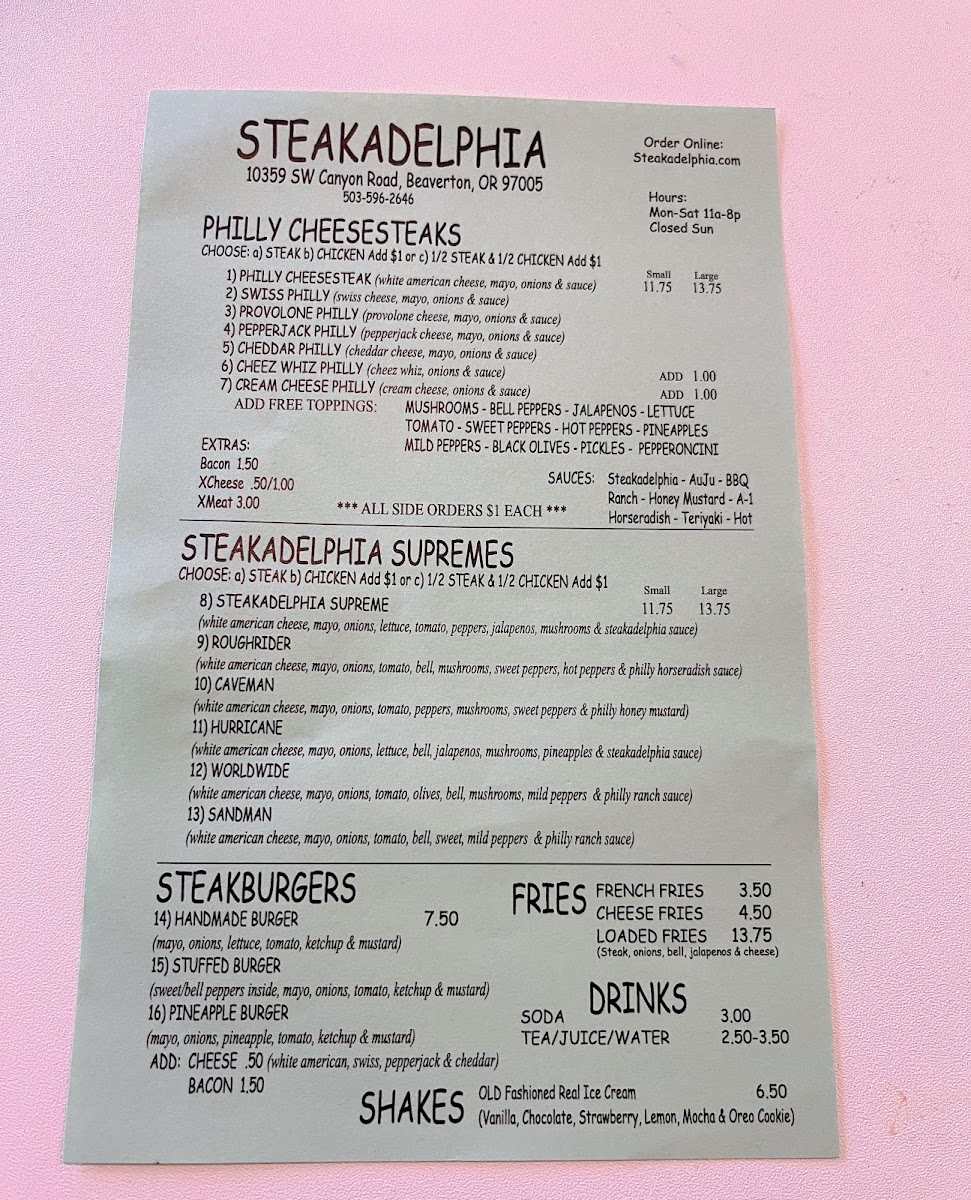 STEAKADELPHIA
10359 SW Canyon Road, Beaverton, OR 97005
503-596-2646
Order Online:
Steakadelphia.com
Hours:
Mon-Sat 11a-8p
Closed Sun
PHILLY CHEESESTEAKS
CHOOSE: a) STEAK b) CHICKEN Add $1 or c) 1/2 STEAK & 1/2 CHICKEN Add $1
Small Large
1) PHILLY CHEESESTEAK (white american cheese, mayo, onions & sauce) 11.75 13.75
2) SWISS PHILLY (swiss cheese, mayo, onions & sauce)
3) PROVOLONE PHILLY (provolone cheese, mayo, onions & sauce)
4) PEPPERJACK PHILLY (pepperjack cheese, mayo, onions & sauce)
5) CHEDDAR PHILLY (cheddar cheese, mayo, onions & sauce)
6) CHEEZ WHIZ PHILLY (cheez whiz, onions & sauce) ADD 1.00
7) CREAM CHEESE PHILLY (cream cheese, onions & sauce) ADD 1.00
ADD FREE TOPPINGS: MUSHROOMS - BELL PEPPERS - JALAPENOS - LETTUCE
TOMATO - SWEET PEPPERS - HOT PEPPERS - PINEAPPLES
MILD PEPPERS - BLACK OLIVES - PICKLES - PEPPERONCINI
EXTRAS:
Bacon 1.50
XCheese .50/1.00
XMeat 3.00
*** ALL SIDE ORDERS $1 EACH ***
SAUCES: Steakadelphia - AuJu - BBQ
Ranch - Honey Mustard - A-1
Horseradish - Teriyaki - Hot
STEAKADELPHIA SUPREMES
CHOOSE: a) STEAK b) CHICKEN Add $1 or c) 1/2 STEAK & 1/2 CHICKEN Add $1
Small Large
8) STEAKADELPHIA SUPREME 11.75 13.75
(white american cheese, mayo, onions, lettuce, tomato, peppers, jalapenos, mushrooms & steakadelphia sauce)
9) ROUGHRIDER
(white american cheese, mayo, onions, tomato, bell, mushrooms, sweet peppers, hot peppers & philly horseradish sauce)
10) CAVEMAN
(white american cheese, mayo, onions, tomato, peppers, mushrooms, sweet peppers & philly honey mustard)
11) HURRICANE
(white american cheese, mayo, onions, lettuce, bell, jalapenos, mushrooms, pineapples & steakadelphia sauce)
12) WORLDWIDE
(white american cheese, mayo, onions, tomato, olives, bell, mushrooms, mild peppers & philly ranch sauce)
13) SANDMAN
(white american cheese, mayo, onions, tomato, bell, sweet, mild peppers & philly ranch sauce)
STEAKBURGERS
14) HANDMADE BURGER 7.50
(mayo, onions, lettuce, tomato, ketchup & mustard)
15) STUFFED BURGER
(sweet/bell peppers inside, mayo, onions, tomato, ketchup & mustard)
16) PINEAPPLE BURGER
(mayo, onions, pineapple, tomato, ketchup & mustard)
ADD: CHEESE .50 (white american, swiss, pepperjack & cheddar)
BACON 1.50
FRIES
FRENCH FRIES 3.50
CHEESE FRIES 4.50
LOADED FRIES 13.75
(Steak, onions, bell, jalapenos & cheese)
DRINKS
SODA 3.00
TEA/JUICE/WATER 2.50-3.50
SHAKES
OLD Fashioned Real Ice Cream 6.50
(Vanilla, Chocolate, Strawberry, Lemon, Mocha & Oreo Cookie)